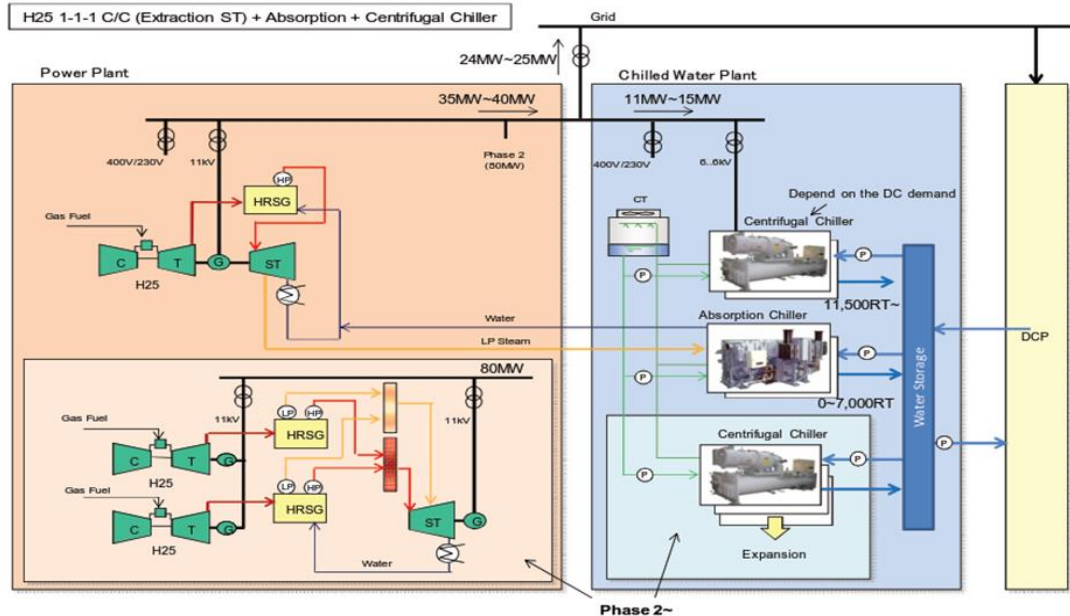 H25 1-1-1 C/C (Extraction ST) + Absorption + Centrifugal Chiller
Grid
24MW~25MW
Power Plant
Chilled Water Plant
35MW~40MW
11MW~15MW
400V/230V
11kV
Phase 2
(80MW)
400V/230V
6..6kV
HP
HRSG
Gas Fuel
C
T
G
ST
H25
CT
Depend on the DC demand
Centrifugal Chiller
P
P
11,500RT~
Water
Absorption Chiller
LP Steam
P
P
0~7,000RT
Water Storage
DCP
P
80MW
11kV
11kV
LP
HP
HRSG
Gas Fuel
C
T
G
H25
LP
HP
HRSG
Gas Fuel
C
T
G
H25
ST
G
Water
Centrifugal Chiller
P
P
Expansion
Phase 2~